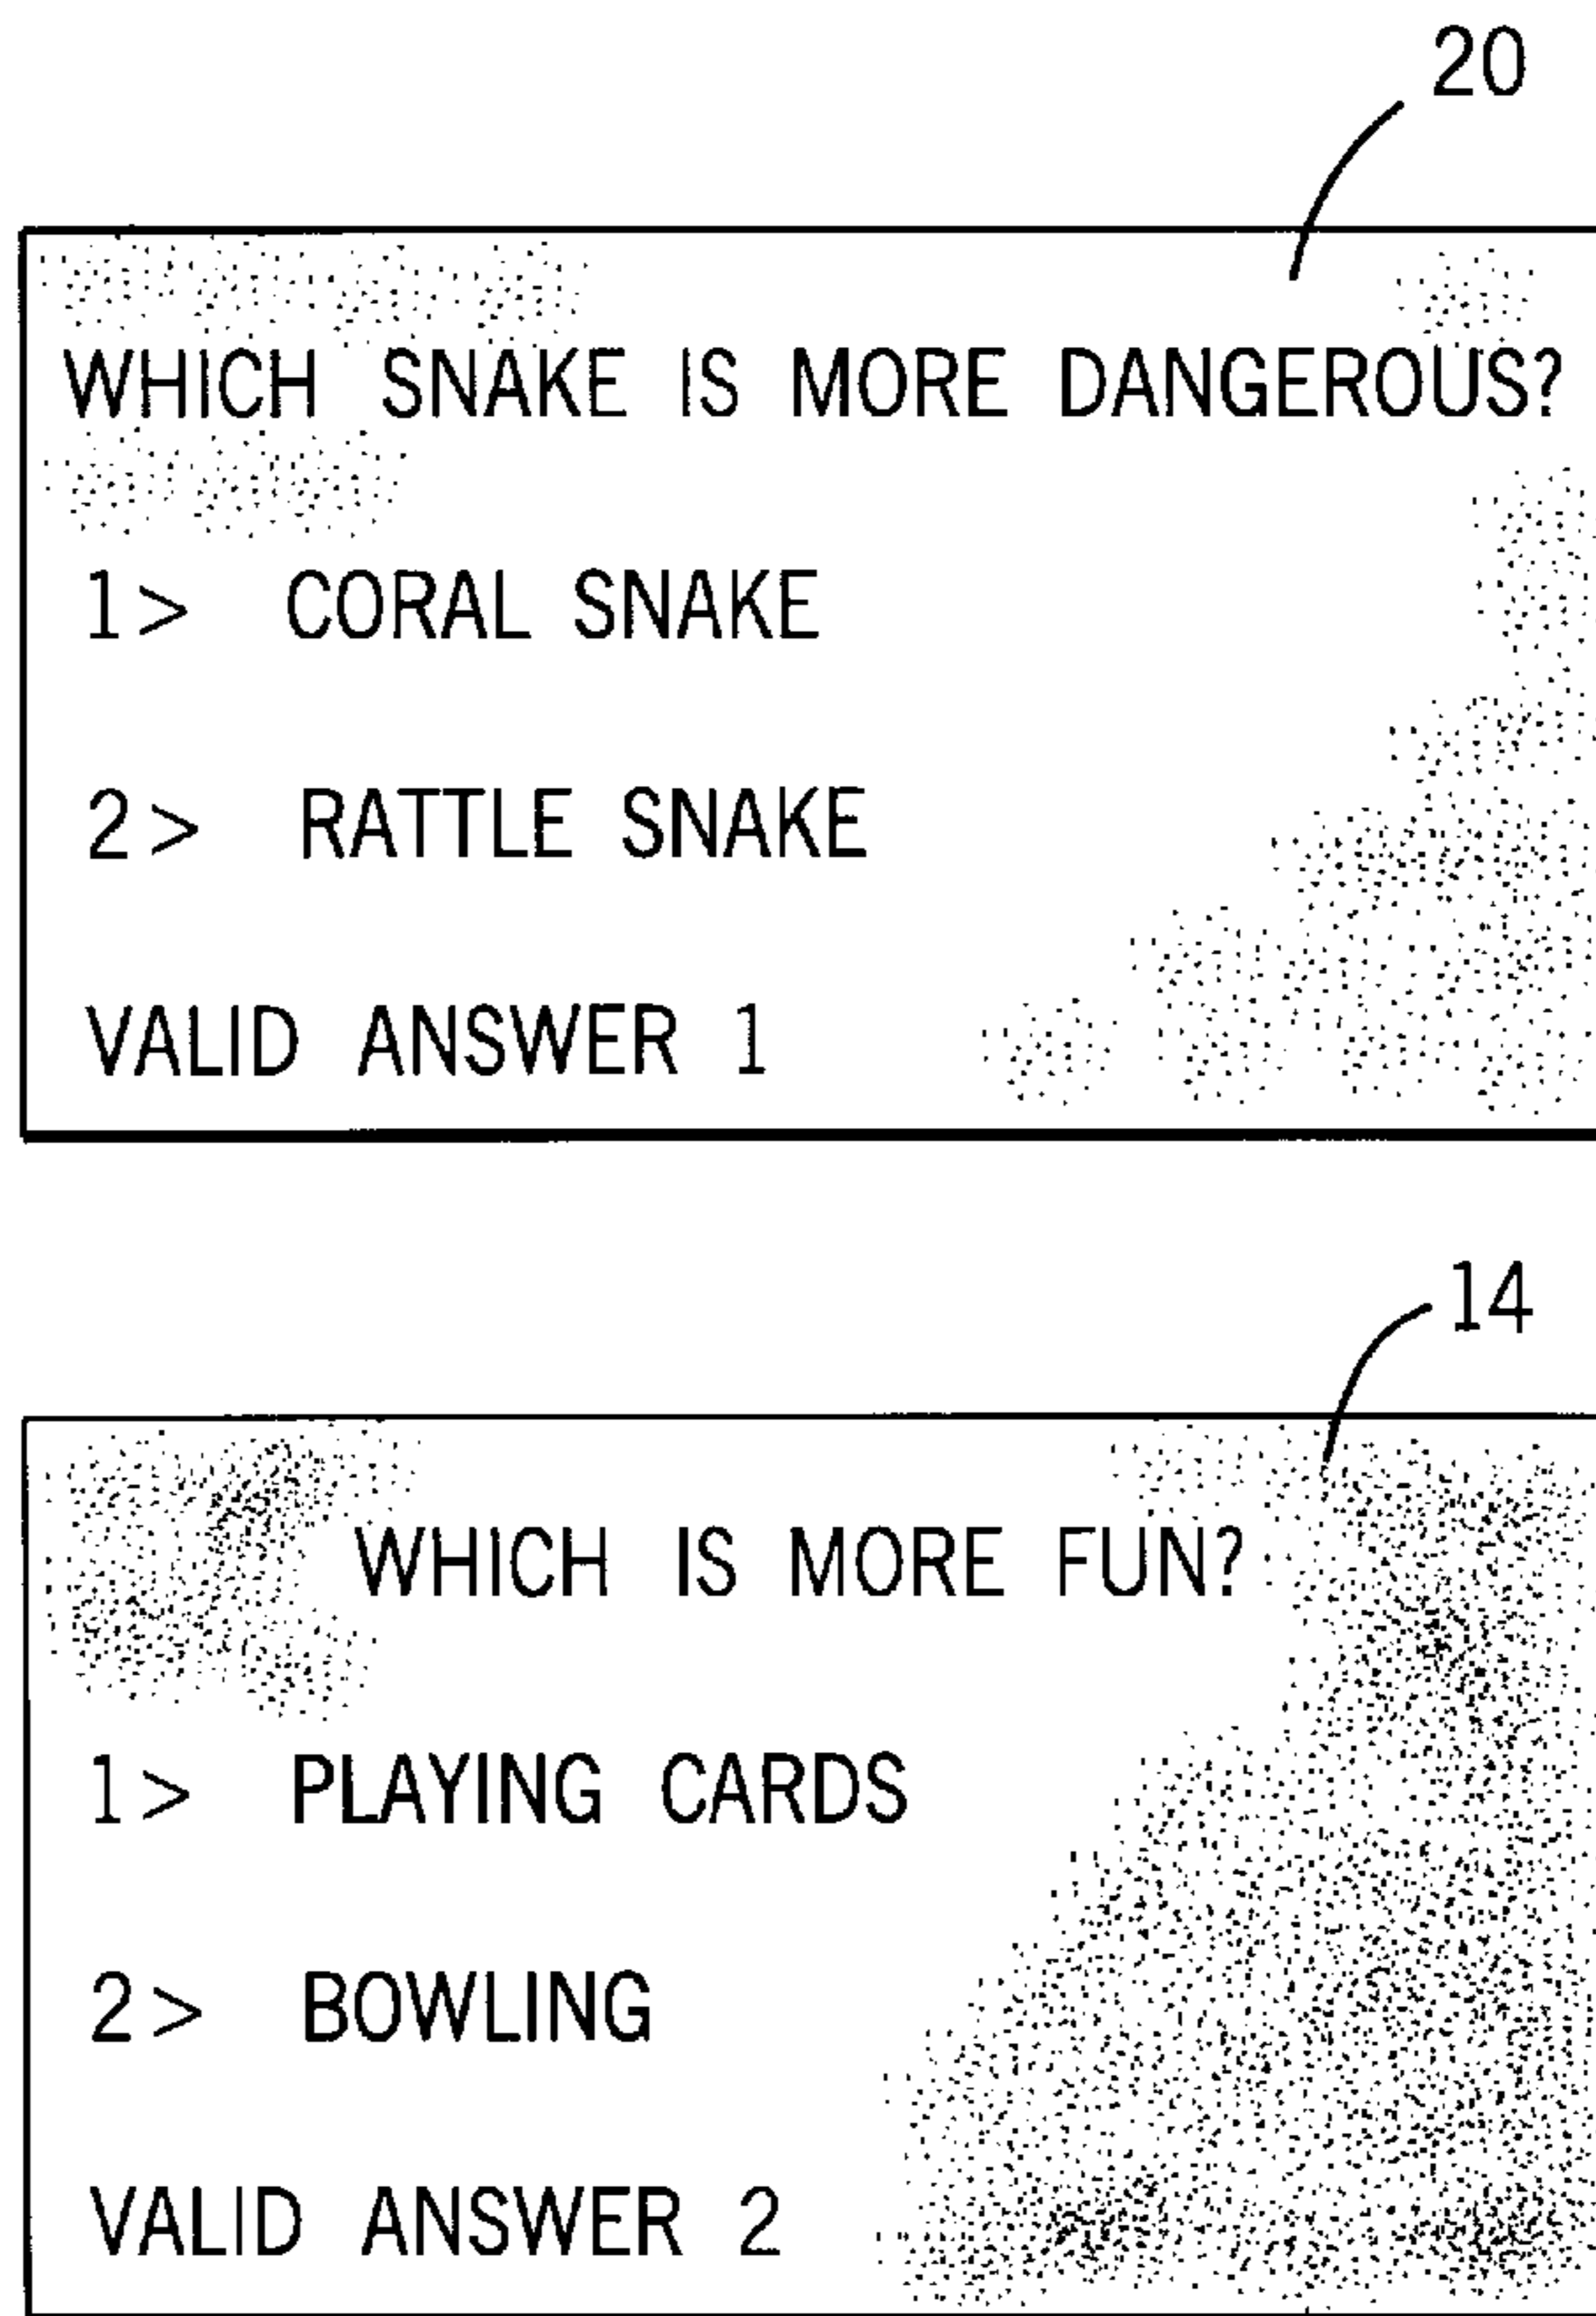 20
WHICH SNAKE IS MORE DANGEROUS?
1> CORAL SNAKE
2> RATTLE SNAKE
VALID ANSWER 1
14
WHICH IS MORE FUN?
1> PLAYING CARDS
2> BOWLING
VALID ANSWER 2